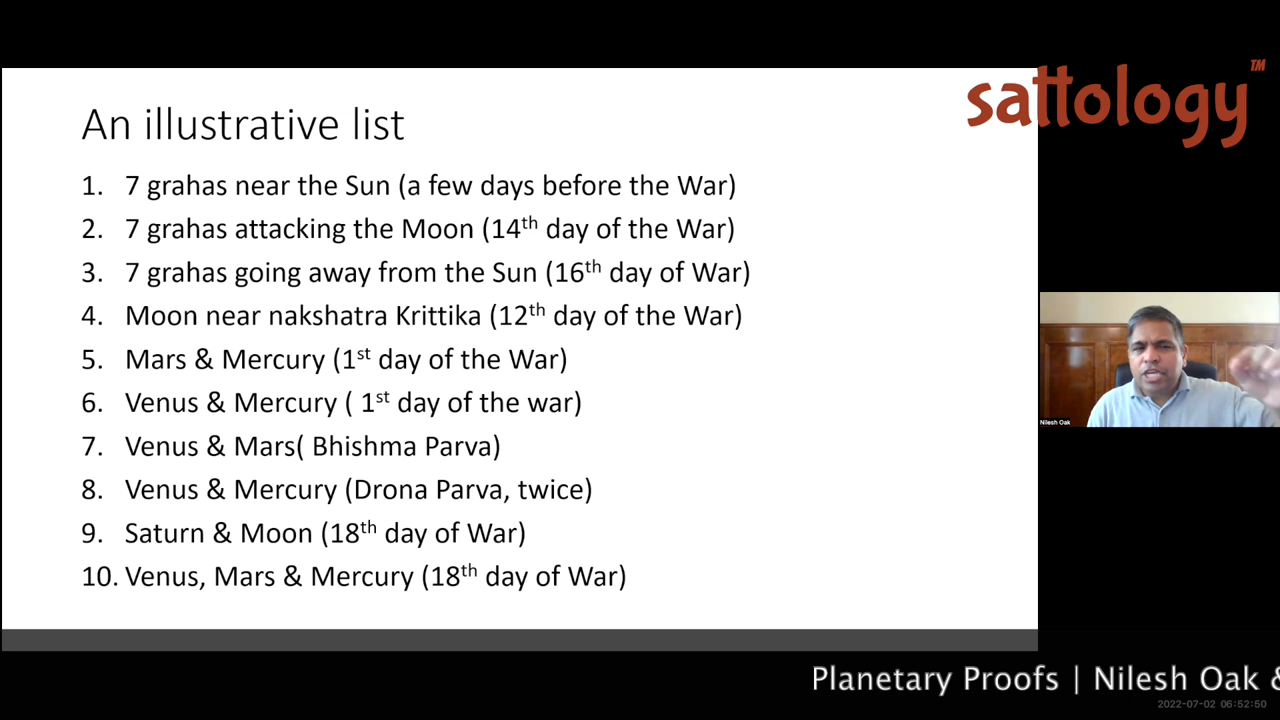 sattology™
An illustrative list
1. 7 grahas near the Sun (a few days before the War)
2. 7 grahas attacking the Moon (14th day of the War)
3. 7 grahas going away from the Sun (16th day of War)
4. Moon near nakshatra Krittika (12th day of the War)
5. Mars & Mercury (1st day of the War)
6. Venus & Mercury ( 1st day of the war)
7. Venus & Mars( Bhishma Parva)
8. Venus & Mercury (Drona Parva, twice)
9. Saturn & Moon (18th day of War)
10. Venus, Mars & Mercury (18th day of War)
Nilesh Oak
Planetary Proofs | Nilesh Oak &
2022-07-02 06:52:50